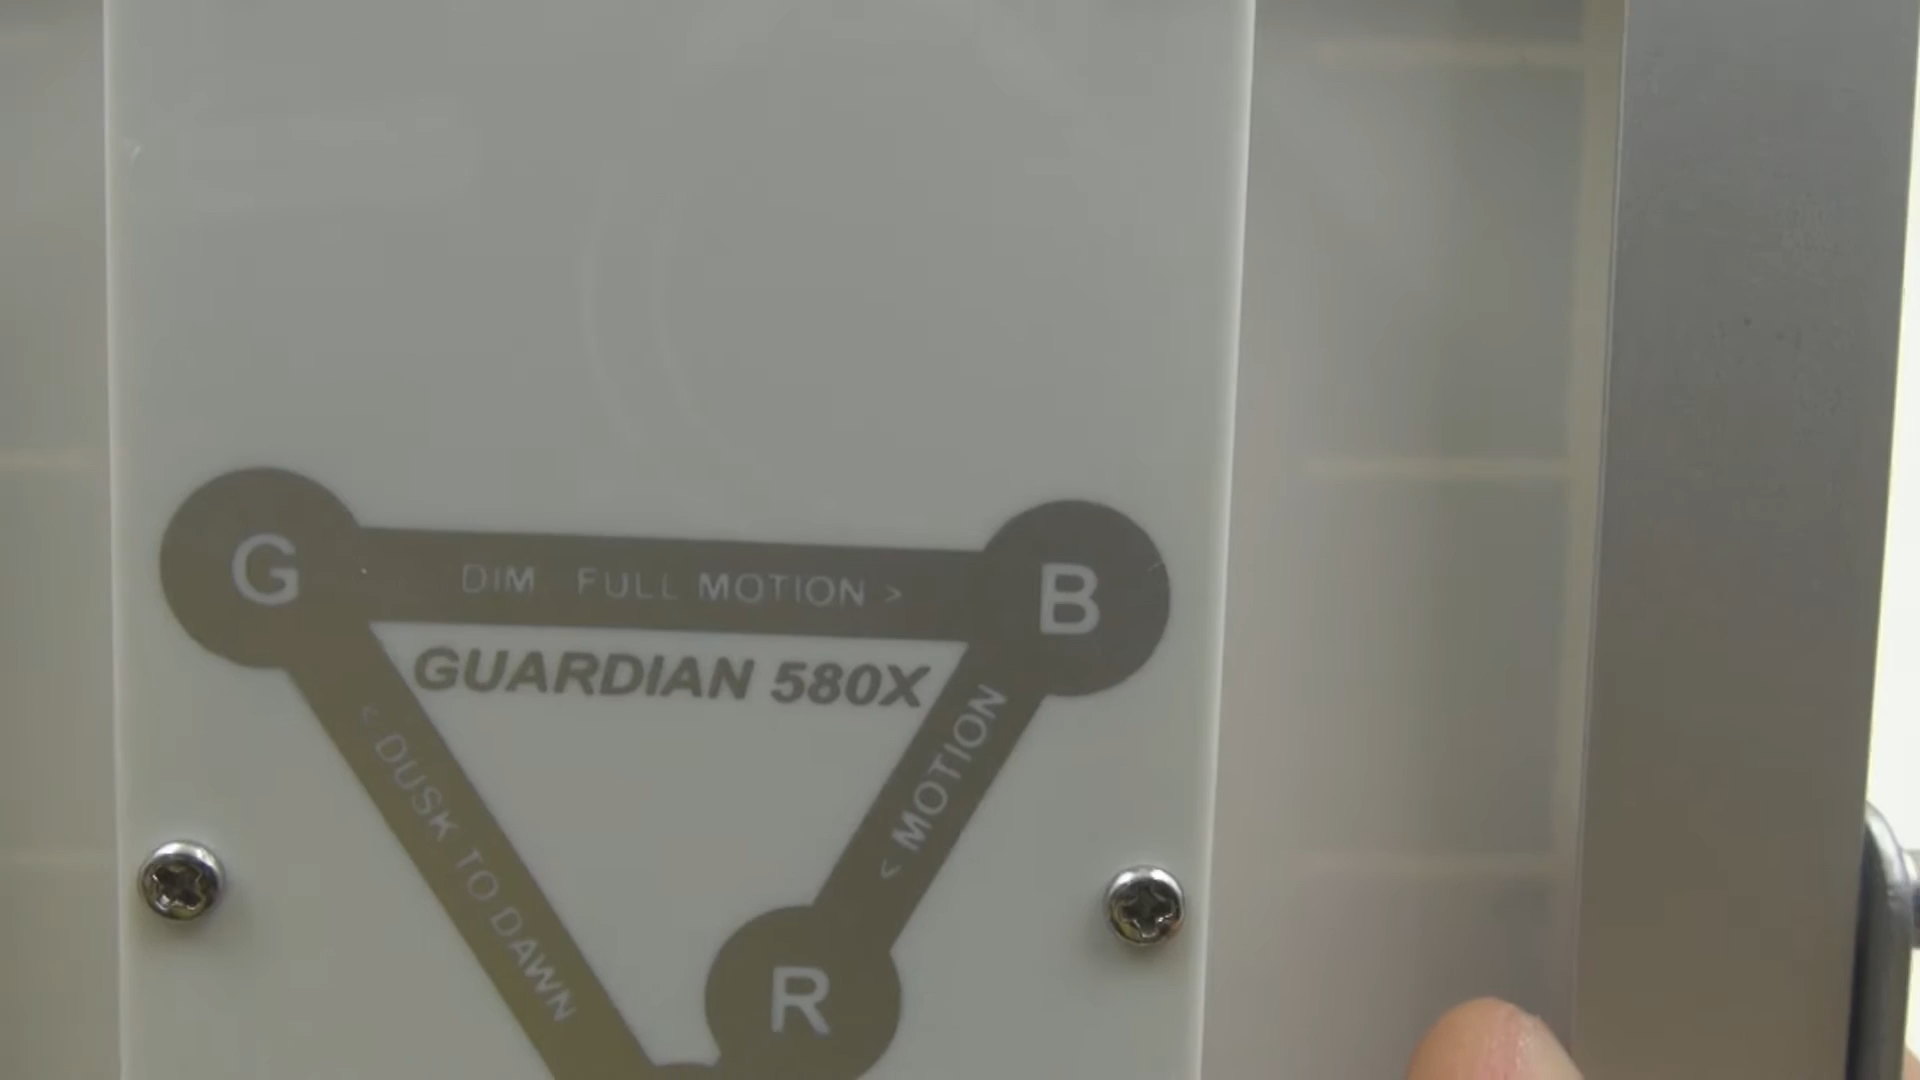 G
DIM FULL MOTION >
B
GUARDIAN 580X
< DUSK TO DAWN
< MOTION
R